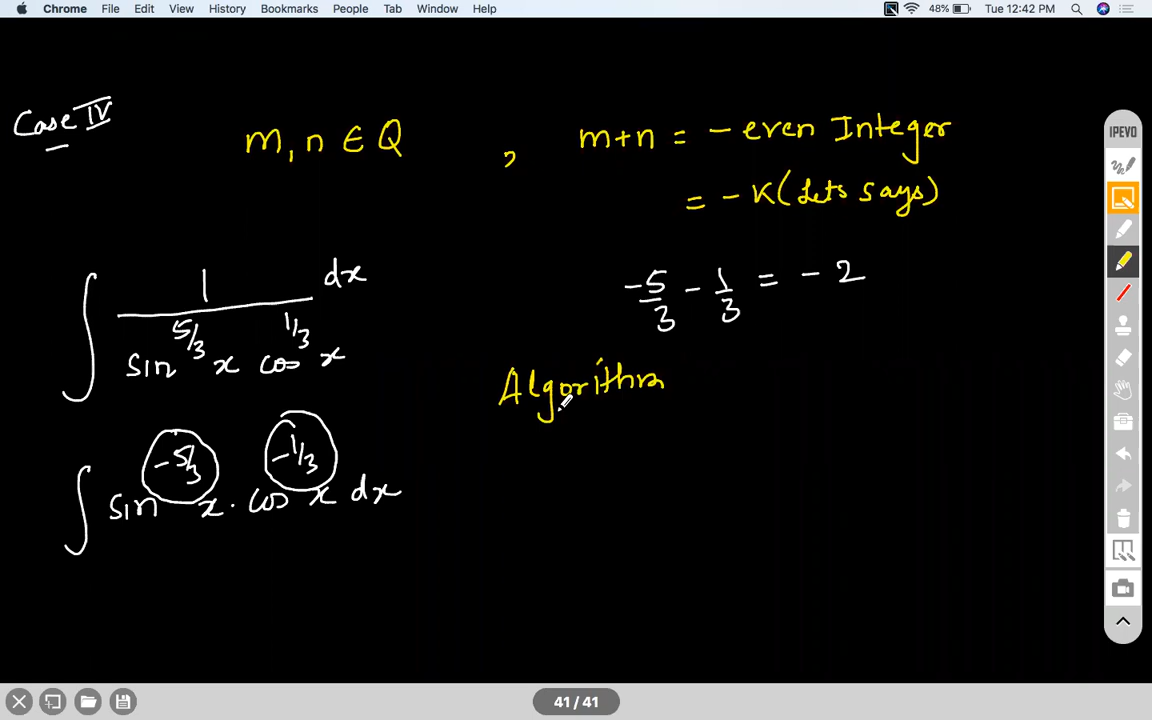 Chrome File Edit View History Bookmarks People Tab Window Help 48% Tue 12:42 PM
Case IV
m, n ∈ Q , m+n = - even Integer
= - K (Lets says)
∫ 1 / (sin^5/3 x cos^1/3 x) dx
-5/3 - 1/3 = - 2
Algorithm
∫ sin^-5/3 x . cos^-1/3 x dx
IPEVO
41 / 41